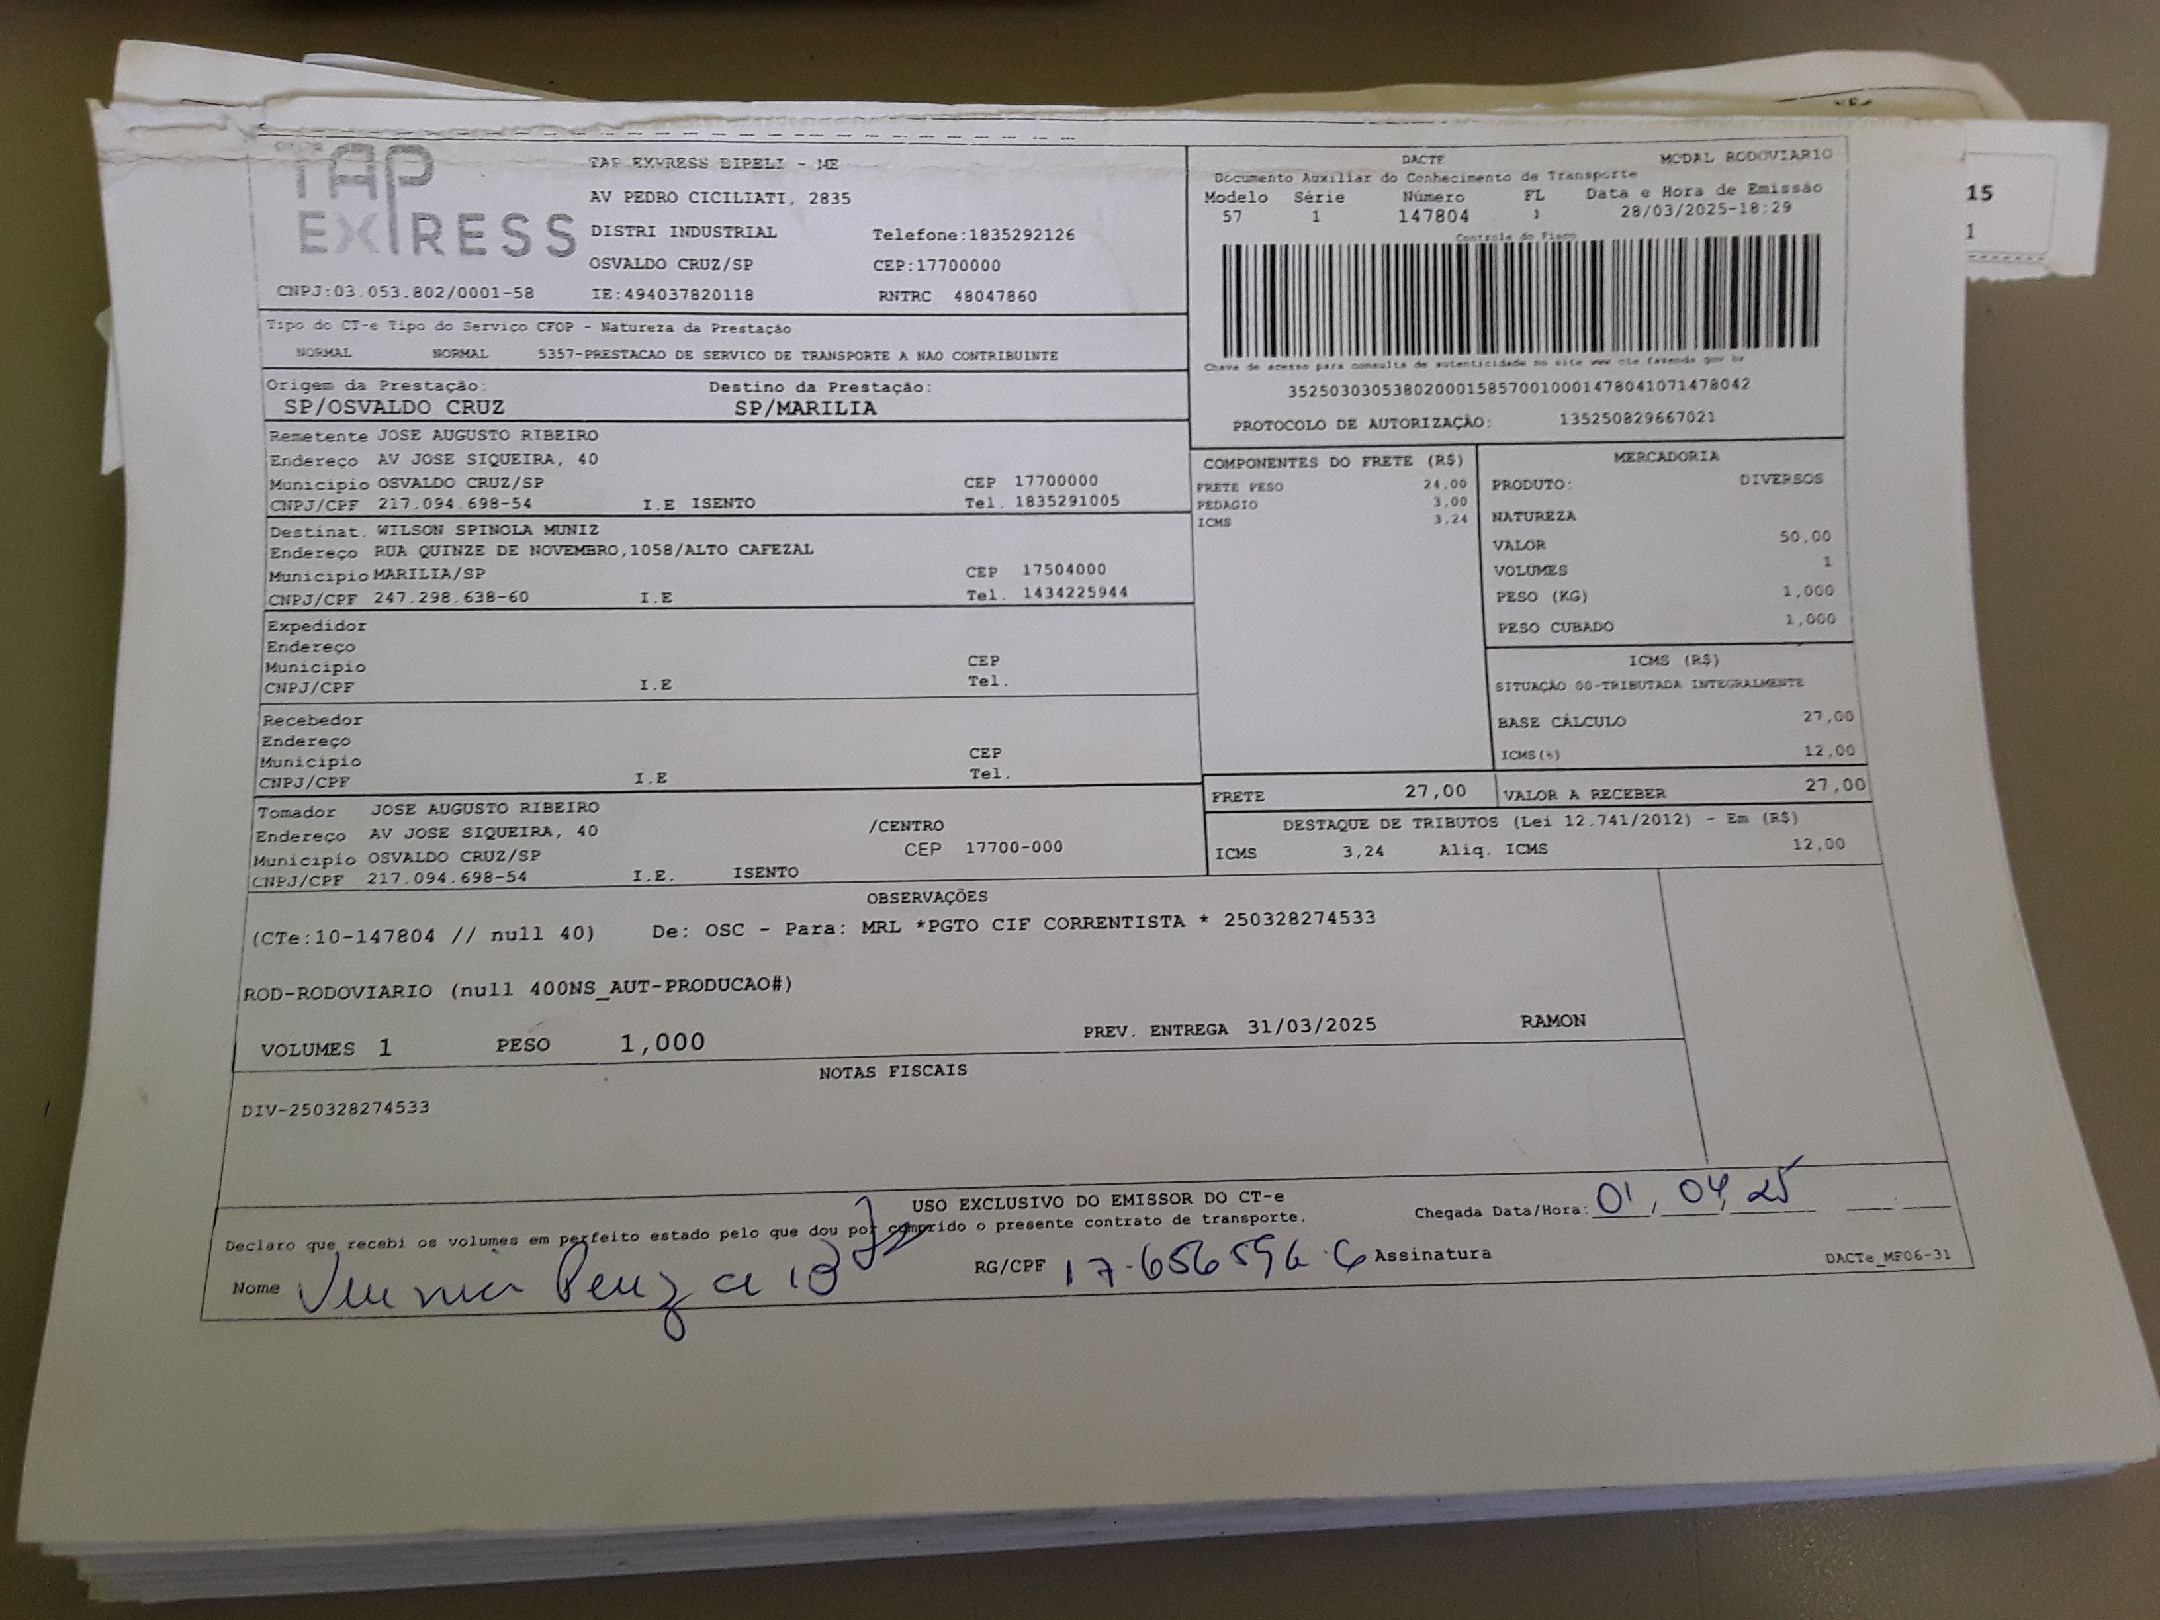 TAP EXPRESS
TAP EXPRESS EIRELI - ME
AV PEDRO CICILIATI, 2835
DISTRI INDUSTRIAL Telefone:1835292126
OSVALDO CRUZ/SP CEP:17700000
CNPJ:03.053.802/0001-58 IE:494037820118 RNTRC 48047860
DACTE MODAL RODOVIARIO
Documento Auxiliar do Conhecimento de Transporte
Modelo Série Número FL Data e Hora de Emissão
57 1 147804 1 28/03/2025-18:29
Controle do Fisco
Chave de acesso para consulta de autenticidade no site www cte fazenda gov br
35250303053802000158570010001478041071478042
PROTOCOLO DE AUTORIZAÇÃO: 135250829667021
Tipo do CT-e Tipo do Serviço CFOP - Natureza da Prestação
NORMAL NORMAL 5357-PRESTACAO DE SERVICO DE TRANSPORTE A NAO CONTRIBUINTE
Origem da Prestação: Destino da Prestação:
SP/OSVALDO CRUZ SP/MARILIA
Remetente JOSE AUGUSTO RIBEIRO
Endereço AV JOSE SIQUEIRA, 40
Municipio OSVALDO CRUZ/SP CEP 17700000
CNPJ/CPF 217.094.698-54 I.E ISENTO Tel. 1835291005
Destinat. WILSON SPINOLA MUNIZ
Endereço RUA QUINZE DE NOVEMBRO,1058/ALTO CAFEZAL
Municipio MARILIA/SP CEP 17504000
CNPJ/CPF 247.298.638-60 I.E Tel. 1434225944
Expedidor
Endereço
Municipio CEP
CNPJ/CPF I.E Tel.
Recebedor
Endereço
Municipio CEP
CNPJ/CPF I.E Tel.
Tomador JOSE AUGUSTO RIBEIRO
Endereço AV JOSE SIQUEIRA, 40 /CENTRO
Municipio OSVALDO CRUZ/SP CEP 17700-000
CNPJ/CPF 217.094.698-54 I.E. ISENTO
COMPONENTES DO FRETE (R$)
FRETE PESO 24,00
PEDAGIO 3,00
ICMS 3,24
MERCADORIA
PRODUTO: DIVERSOS
NATUREZA
VALOR 50,00
VOLUMES 1
PESO (KG) 1,000
PESO CUBADO 1,000
ICMS (R$)
SITUAÇÃO 00-TRIBUTADA INTEGRALMENTE
BASE CÁLCULO 27,00
ICMS(%) 12,00
FRETE 27,00 VALOR A RECEBER 27,00
DESTAQUE DE TRIBUTOS (Lei 12.741/2012) - Em (R$)
ICMS 3,24 Aliq. ICMS 12,00
OBSERVAÇÕES
(CTe:10-147804 // null 40) De: OSC - Para: MRL *PGTO CIF CORRENTISTA * 250328274533
ROD-RODOVIARIO (null 400NS_AUT-PRODUCAO#)
VOLUMES 1 PESO 1,000 PREV. ENTREGA 31/03/2025 RAMON
NOTAS FISCAIS
DIV-250328274533
USO EXCLUSIVO DO EMISSOR DO CT-e
Declaro que recebi os volumes em perfeito estado pelo que dou por cumprido o presente contrato de transporte.
Chegada Data/Hora: 01/04/25
Nome RG/CPF 17.656596.6 Assinatura
DACTe_MF06-31
15
1